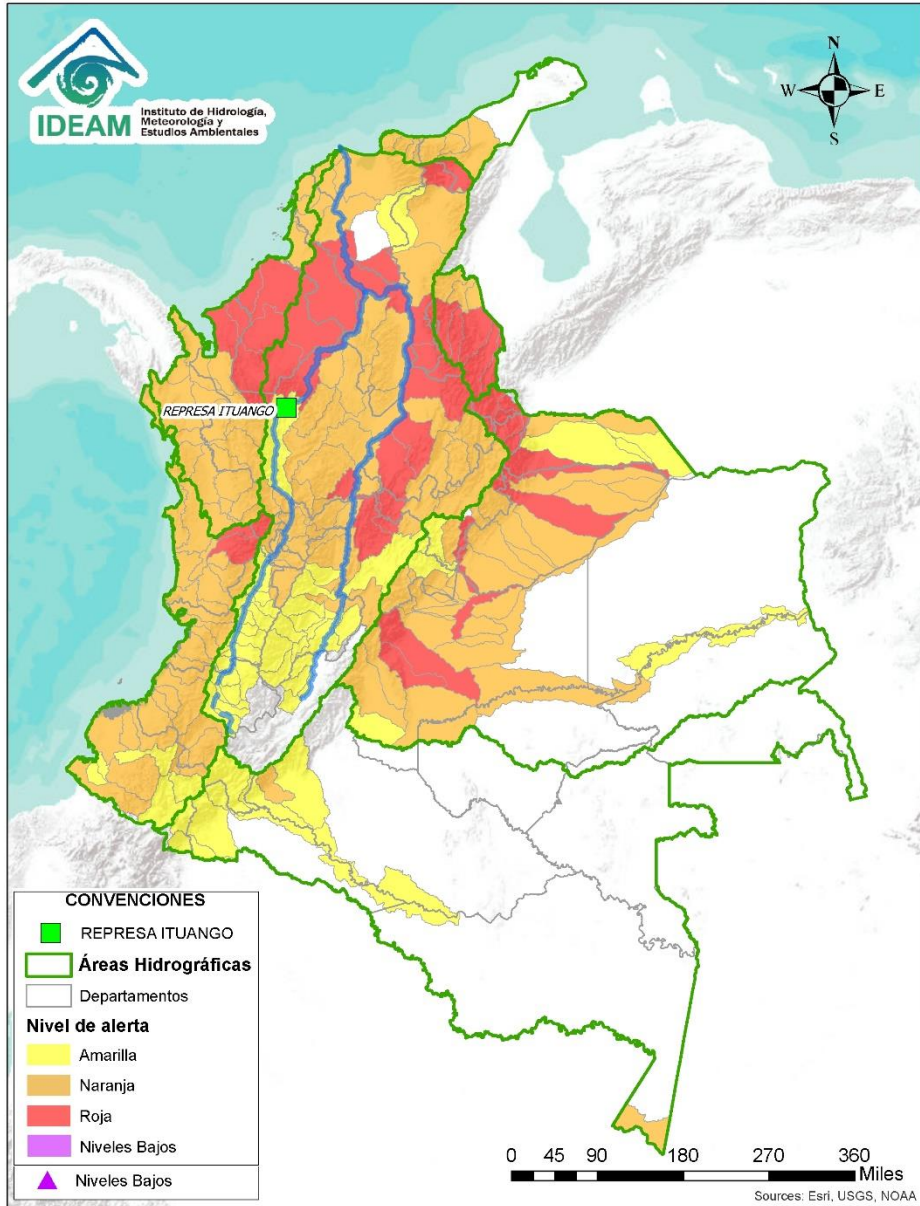 IDEAM
Instituto de Hidrología,
Meteorología y
Estudios Ambientales
N
W
E
S
REPRESA ITUANGO
CONVENCIONES
REPRESA ITUANGO
Áreas Hidrográficas
Departamentos
Nivel de alerta
Amarilla
Naranja
Roja
Niveles Bajos
Niveles Bajos
0 45 90 180 270 360
Miles
Sources: Esri, USGS, NOAA